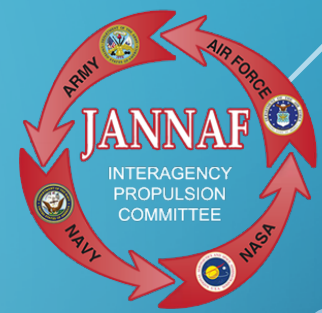 ARMY
AIR FORCE
JANNAF
INTERAGENCY
PROPULSION
COMMITTEE
NAVY
NASA